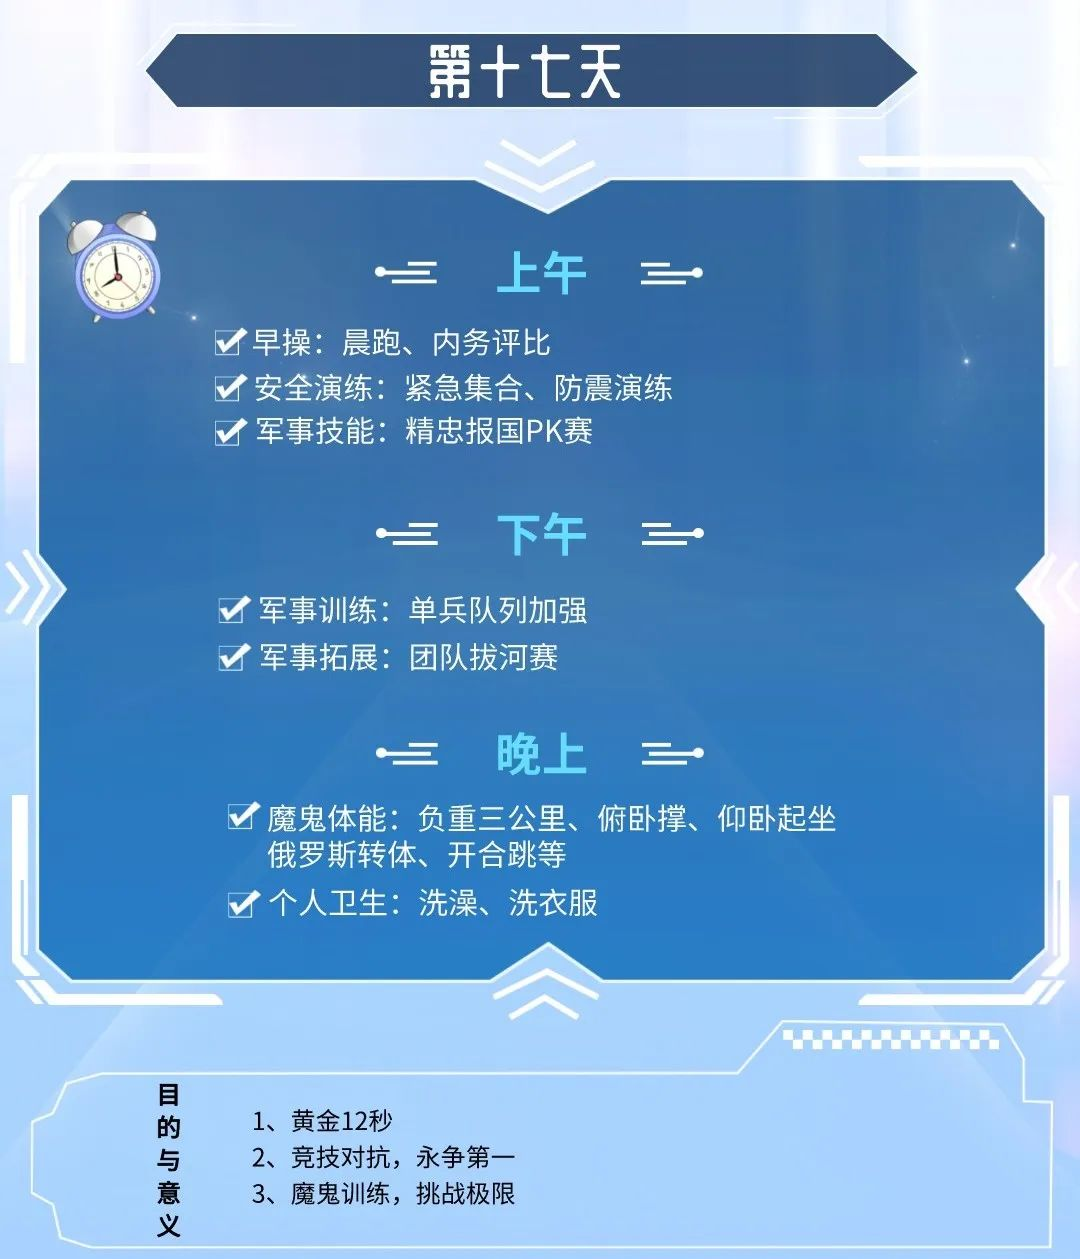 第十七天
上午
早操：晨跑、内务评比
安全演练：紧急集合、防震演练
军事技能：精忠报国PK赛
下午
军事训练：单兵队列加强
军事拓展：团队拔河赛
晚上
魔鬼体能：负重三公里、俯卧撑、仰卧起坐
俄罗斯转体、开合跳等
个人卫生：洗澡、洗衣服
目的与意义
1、黄金12秒
2、竞技对抗，永争第一
3、魔鬼训练，挑战极限